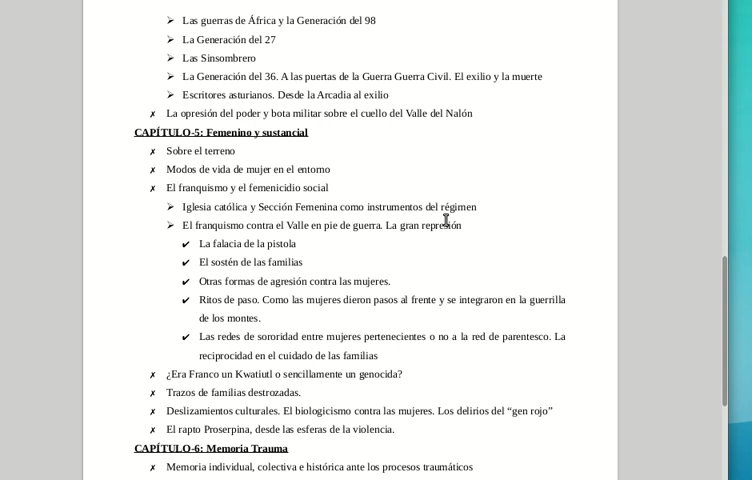 ➢ Las guerras de África y la Generación del 98
➢ La Generación del 27
➢ Las Sinsombrero
➢ La Generación del 36. A las puertas de la Guerra Guerra Civil. El exilio y la muerte
➢ Escritores asturianos. Desde la Arcadia al exilio
✗ La opresión del poder y bota militar sobre el cuello del Valle del Nalón
CAPÍTULO-5: Femenino y sustancial
✗ Sobre el terreno
✗ Modos de vida de mujer en el entorno
✗ El franquismo y el femenicidio social
➢ Iglesia católica y Sección Femenina como instrumentos del régimen
➢ El franquismo contra el Valle en pie de guerra. La gran represión
✔ La falacia de la pistola
✔ El sostén de las familias
✔ Otras formas de agresión contra las mujeres.
✔ Ritos de paso. Como las mujeres dieron pasos al frente y se integraron en la guerrilla
de los montes.
✔ Las redes de sororidad entre mujeres pertenecientes o no a la red de parentesco. La
reciprocidad en el cuidado de las familias
✗ ¿Era Franco un Kwatiutl o sencillamente un genocida?
✗ Trazos de familias destrozadas.
✗ Deslizamientos culturales. El biologicismo contra las mujeres. Los delirios del “gen rojo”
✗ El rapto Proserpina, desde las esferas de la violencia.
CAPÍTULO-6: Memoria Trauma
✗ Memoria individual, colectiva e histórica ante los procesos traumáticos